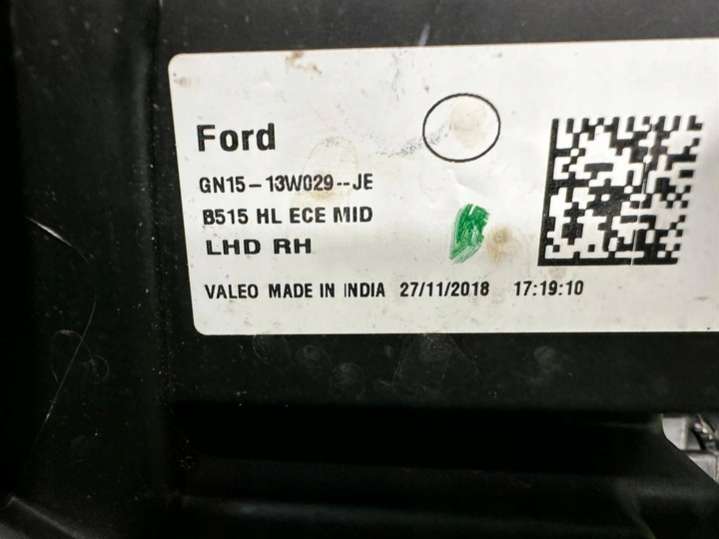 Ford
GN15-13W029--JE
B515 HL ECE MID
LHD RH
VALEO MADE IN INDIA 27/11/2018 17:19:10